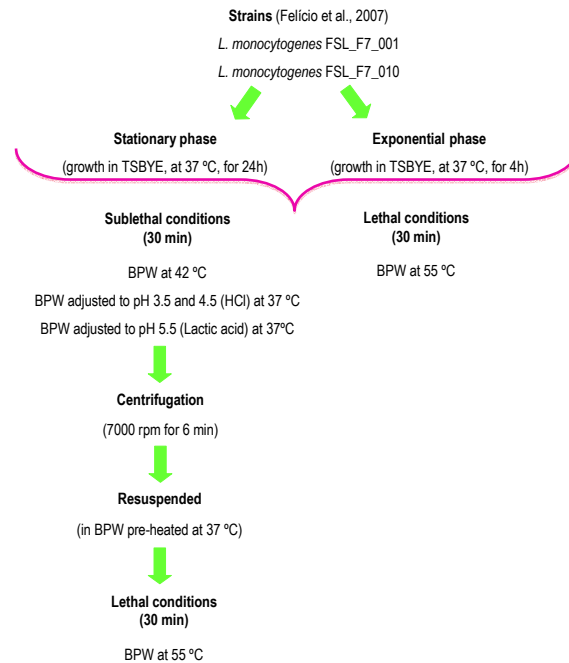 Strains (Felício et al., 2007)
L. monocytogenes FSL_F7_001
L. monocytogenes FSL_F7_010
Stationary phase
(growth in TSBYE, at 37 ºC, for 24h)
Exponential phase
(growth in TSBYE, at 37 ºC, for 4h)
Sublethal conditions
(30 min)
BPW at 42 ºC
BPW adjusted to pH 3.5 and 4.5 (HCl) at 37 ºC
BPW adjusted to pH 5.5 (Lactic acid) at 37ºC
Lethal conditions
(30 min)
BPW at 55 ºC
Centrifugation
(7000 rpm for 6 min)
Resuspended
(in BPW pre-heated at 37 ºC)
Lethal conditions
(30 min)
BPW at 55 ºC